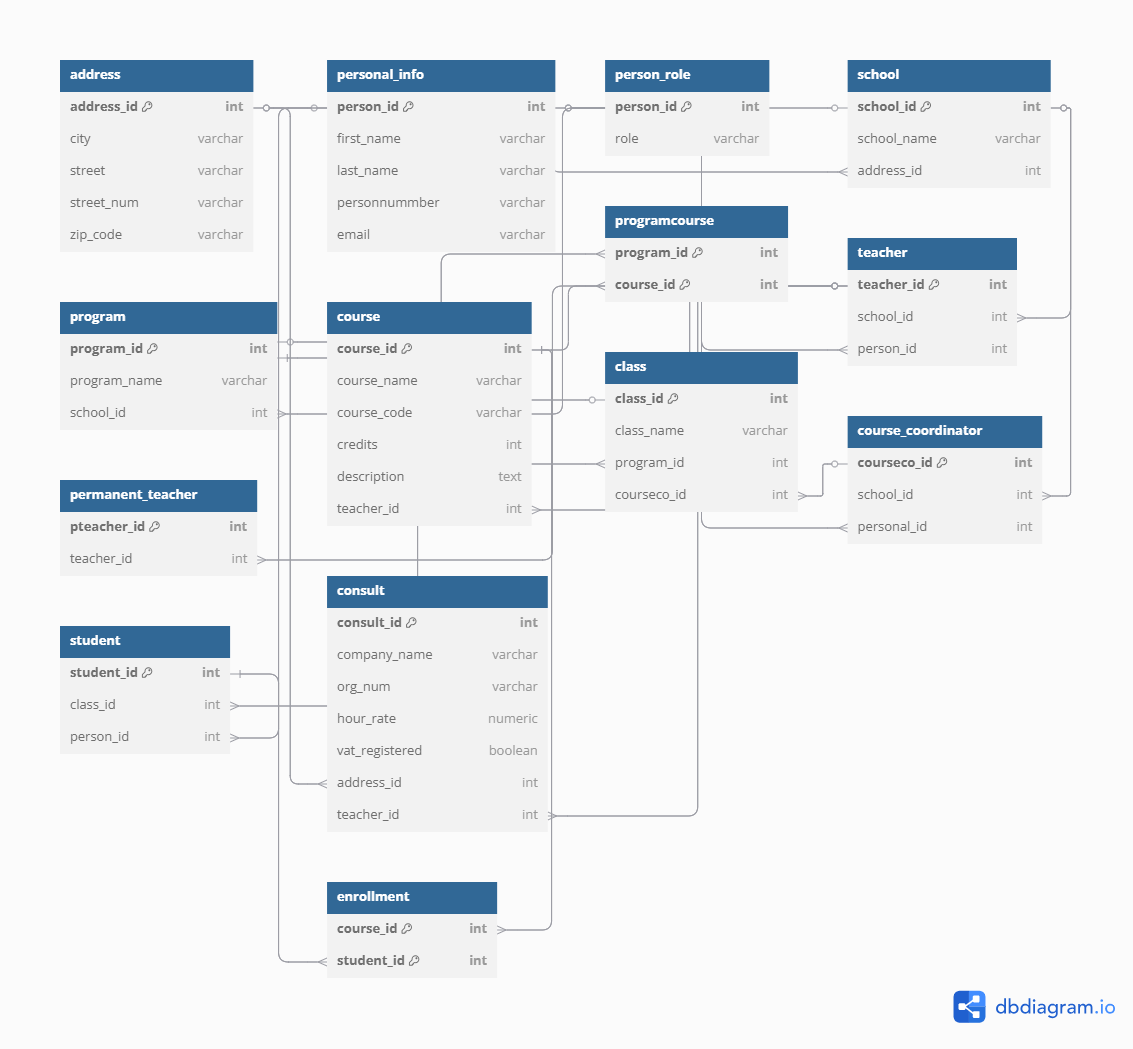 address
address_id int
city varchar
street varchar
street_num varchar
zip_code varchar
personal_info
person_id int
first_name varchar
last_name varchar
personnummber varchar
email varchar
person_role
person_id int
role varchar
school
school_id int
school_name varchar
address_id int
programcourse
program_id int
course_id int
teacher
teacher_id int
school_id int
person_id int
program
program_id int
program_name varchar
school_id int
course
course_id int
course_name varchar
course_code varchar
credits int
description text
teacher_id int
class
class_id int
class_name varchar
program_id int
courseco_id int
course_coordinator
courseco_id int
school_id int
personal_id int
permanent_teacher
pteacher_id int
teacher_id int
consult
consult_id int
company_name varchar
org_num varchar
hour_rate numeric
vat_registered boolean
address_id int
teacher_id int
student
student_id int
class_id int
person_id int
enrollment
course_id int
student_id int
dbdiagram.io